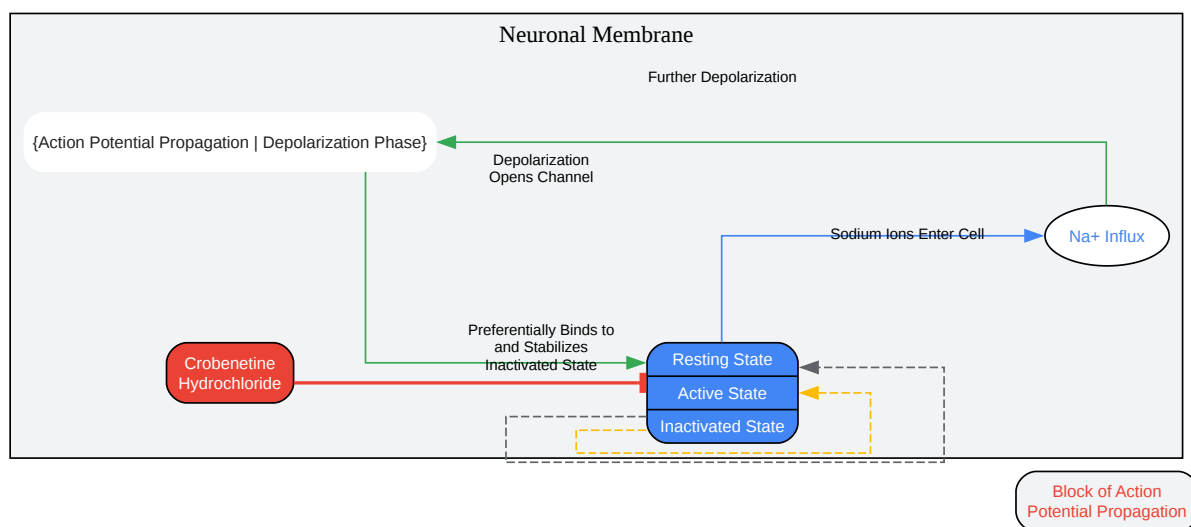 Neuronal Membrane
Further Depolarization
{Action Potential Propagation | Depolarization Phase}
Depolarization
Opens Channel
Sodium Ions Enter Cell
Na+ Influx
Preferentially Binds to
and Stabilizes
Inactivated State
Crobenetine
Hydrochloride
Resting State
Active State
Inactivated State
Block of Action
Potential Propagation